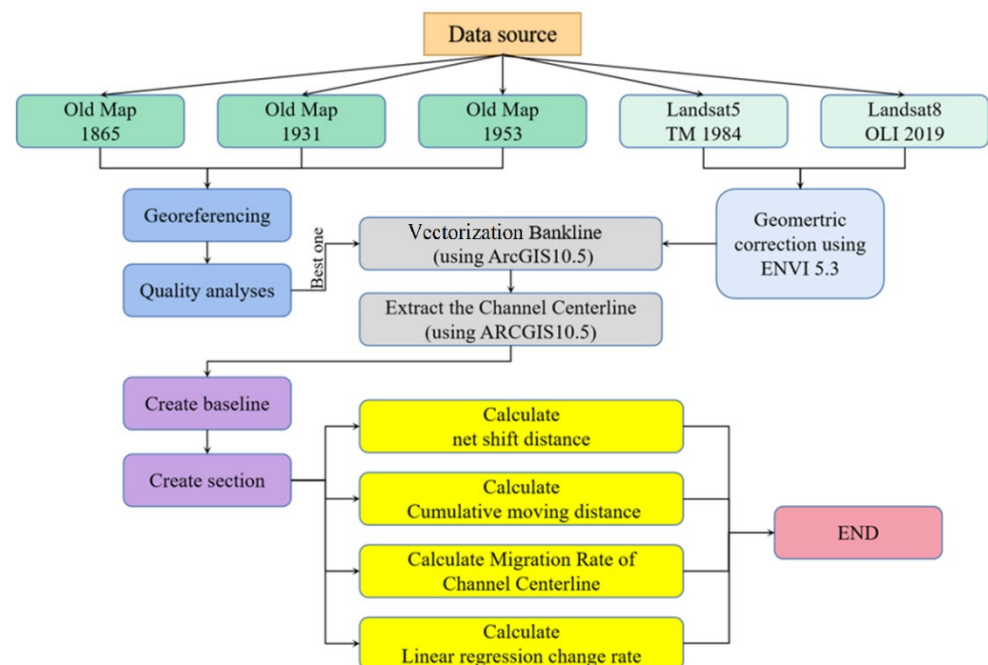 Data source
Old Map
1865
Old Map
1931
Old Map
1953
Landsat5
TM 1984
Landsat8
OLI 2019
Georeferencing
Quality analyses
Best one
Vectorization Bankline
(using ArcGIS10.5)
Geomertric
correction using
ENVI 5.3
Extract the Channel Centerline
(using ARCGIS10.5)
Create baseline
Create section
Calculate
net shift distance
Calculate
Cumulative moving distance
Calculate Migration Rate of
Channel Centerline
Calculate
Linear regression change rate
END